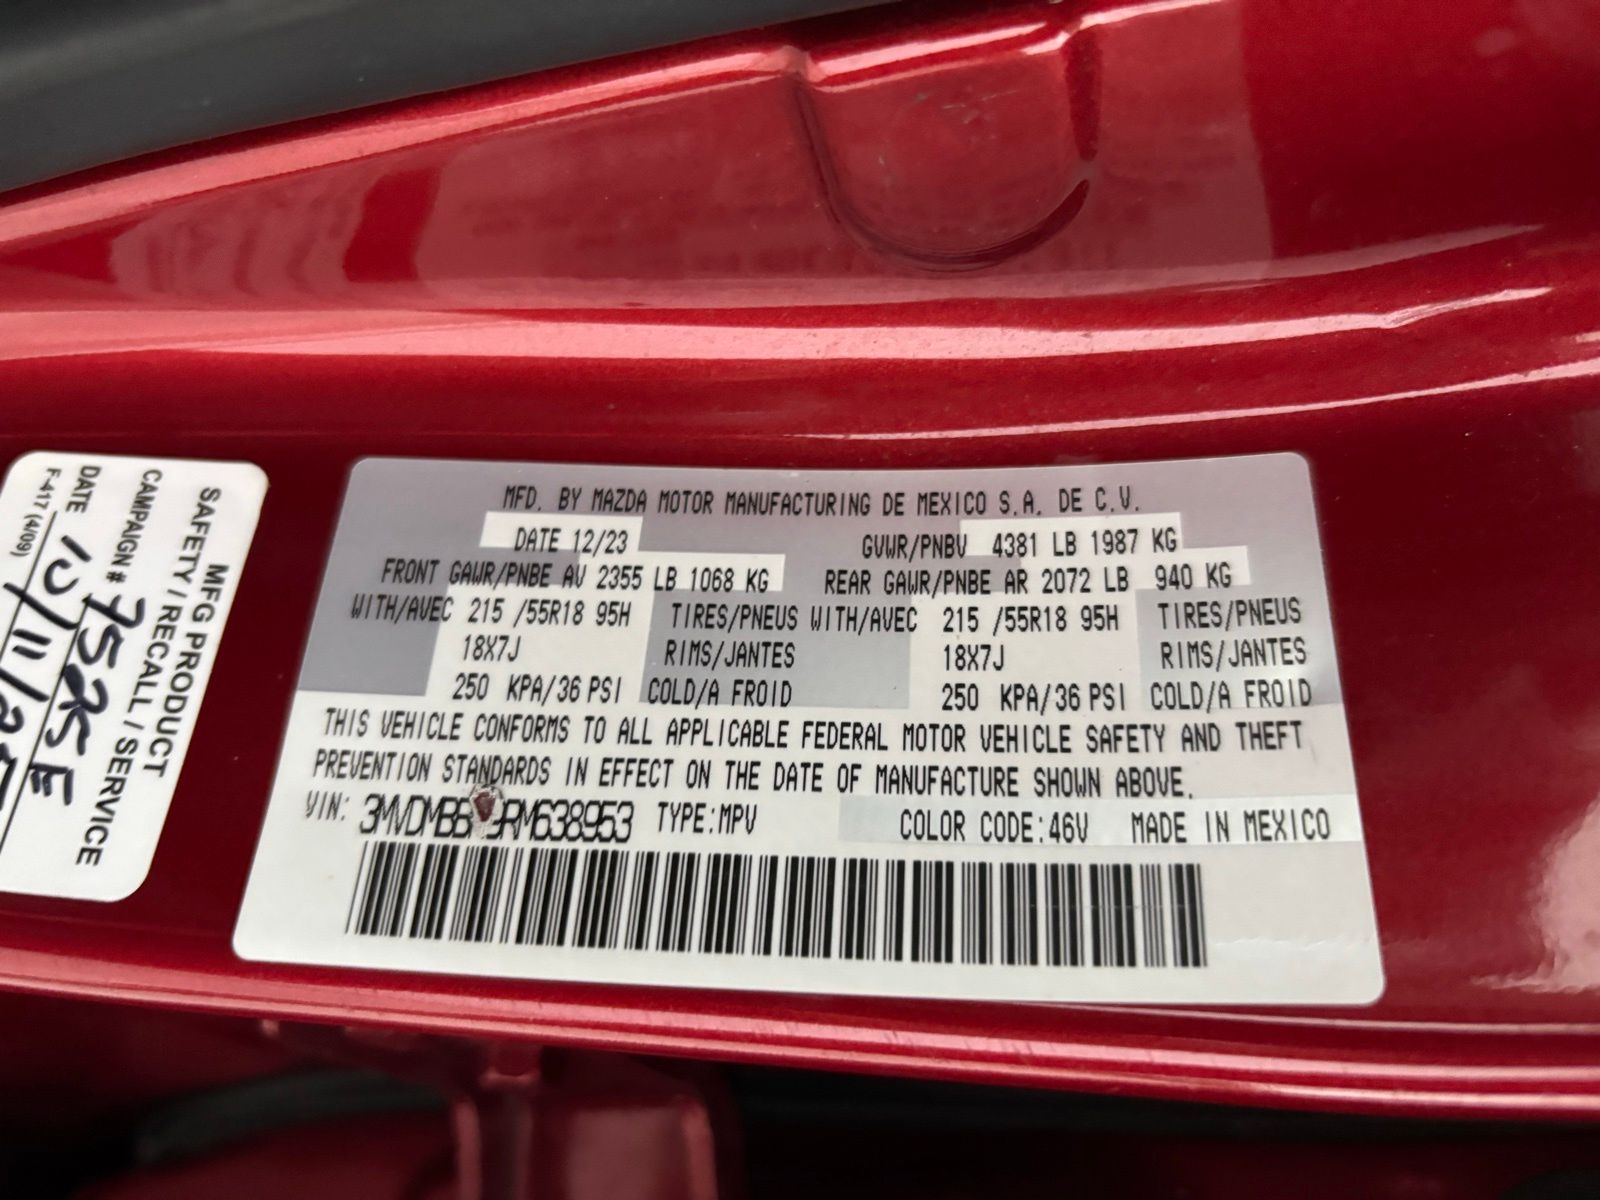 MFG PRODUCT
SAFETY / RECALL / SERVICE
CAMPAIGN # 7525E
DATE 10/11/2
F-417 (4/09)
MFD. BY MAZDA MOTOR MANUFACTURING DE MEXICO S.A. DE C.V.
DATE 12/23 GVWR/PNBV 4381 LB 1987 KG
FRONT GAWR/PNBE AV 2355 LB 1068 KG REAR GAWR/PNBE AR 2072 LB 940 KG
WITH/AVEC 215 /55R18 95H TIRES/PNEUS WITH/AVEC 215 /55R18 95H TIRES/PNEUS
18X7J RIMS/JANTES 18X7J RIMS/JANTES
250 KPA/36 PSI COLD/A FROID 250 KPA/36 PSI COLD/A FROID
THIS VEHICLE CONFORMS TO ALL APPLICABLE FEDERAL MOTOR VEHICLE SAFETY AND THEFT
PREVENTION STANDARDS IN EFFECT ON THE DATE OF MANUFACTURE SHOWN ABOVE.
VIN: TYPE:MPV COLOR CODE:46V MADE IN MEXICO